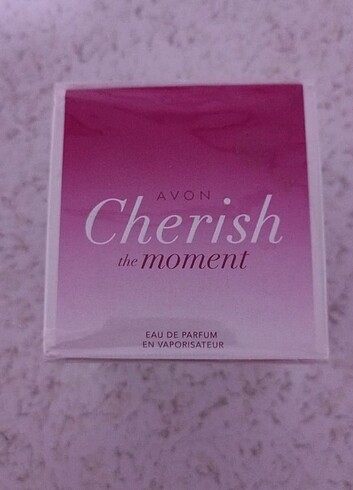 AVON
Cherish
the moment
EAU DE PARFUM
EN VAPORISATEUR